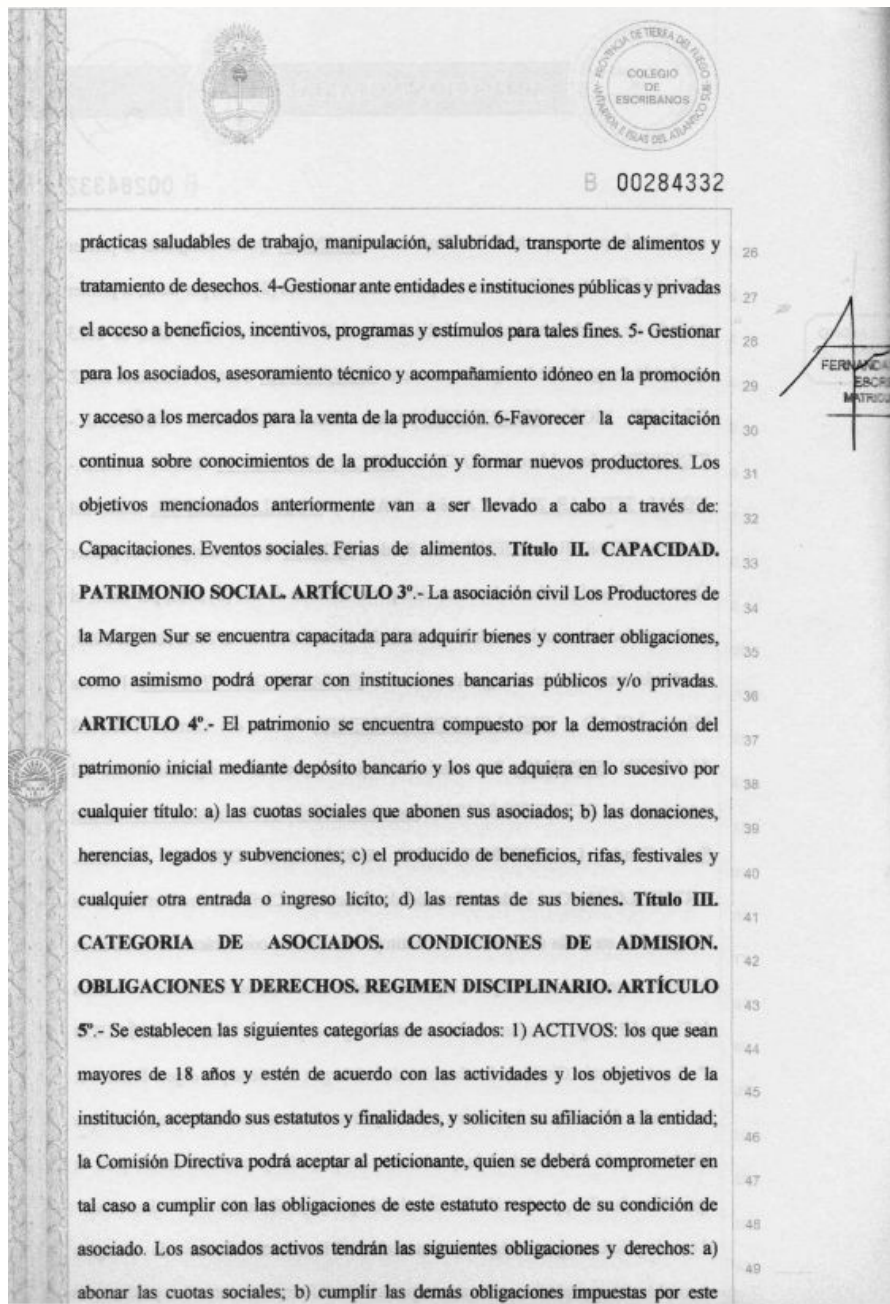 PROVINCIA DE TIERRA DEL FUEGO
ANTARTIDA E ISLAS DEL ATLANTICO SUR
COLEGIO
DE
ESCRIBANOS
B 00284332
prácticas saludables de trabajo, manipulación, salubridad, transporte de alimentos y
26
tratamiento de desechos. 4-Gestionar ante entidades e instituciones públicas y privadas
27
el acceso a beneficios, incentivos, programas y estímulos para tales fines. 5- Gestionar
28
para los asociados, asesoramiento técnico y acompañamiento idóneo en la promoción
29
y acceso a los mercados para la venta de la producción. 6-Favorecer la capacitación
30
continua sobre conocimientos de la producción y formar nuevos productores. Los
31
objetivos mencionados anteriormente van a ser llevado a cabo a través de:
32
Capacitaciones. Eventos sociales. Ferias de alimentos. Título II. CAPACIDAD.
33
PATRIMONIO SOCIAL. ARTÍCULO 3º.- La asociación civil Los Productores de
34
la Margen Sur se encuentra capacitada para adquirir bienes y contraer obligaciones,
35
como asimismo podrá operar con instituciones bancarias públicos y/o privadas.
36
ARTICULO 4º.- El patrimonio se encuentra compuesto por la demostración del
37
patrimonio inicial mediante depósito bancario y los que adquiera en lo sucesivo por
38
cualquier título: a) las cuotas sociales que abonen sus asociados; b) las donaciones,
39
herencias, legados y subvenciones; c) el producido de beneficios, rifas, festivales y
40
cualquier otra entrada o ingreso lícito; d) las rentas de sus bienes. Título III.
41
CATEGORIA DE ASOCIADOS. CONDICIONES DE ADMISION.
42
OBLIGACIONES Y DERECHOS. REGIMEN DISCIPLINARIO. ARTÍCULO
43
5º.- Se establecen las siguientes categorías de asociados: 1) ACTIVOS: los que sean
44
mayores de 18 años y estén de acuerdo con las actividades y los objetivos de la
45
institución, aceptando sus estatutos y finalidades, y soliciten su afiliación a la entidad;
46
la Comisión Directiva podrá aceptar al peticionante, quien se deberá comprometer en
47
tal caso a cumplir con las obligaciones de este estatuto respecto de su condición de
48
asociado. Los asociados activos tendrán las siguientes obligaciones y derechos: a)
49
abonar las cuotas sociales; b) cumplir las demás obligaciones impuestas por este
FERNANDA
ESCRI
MATRICU